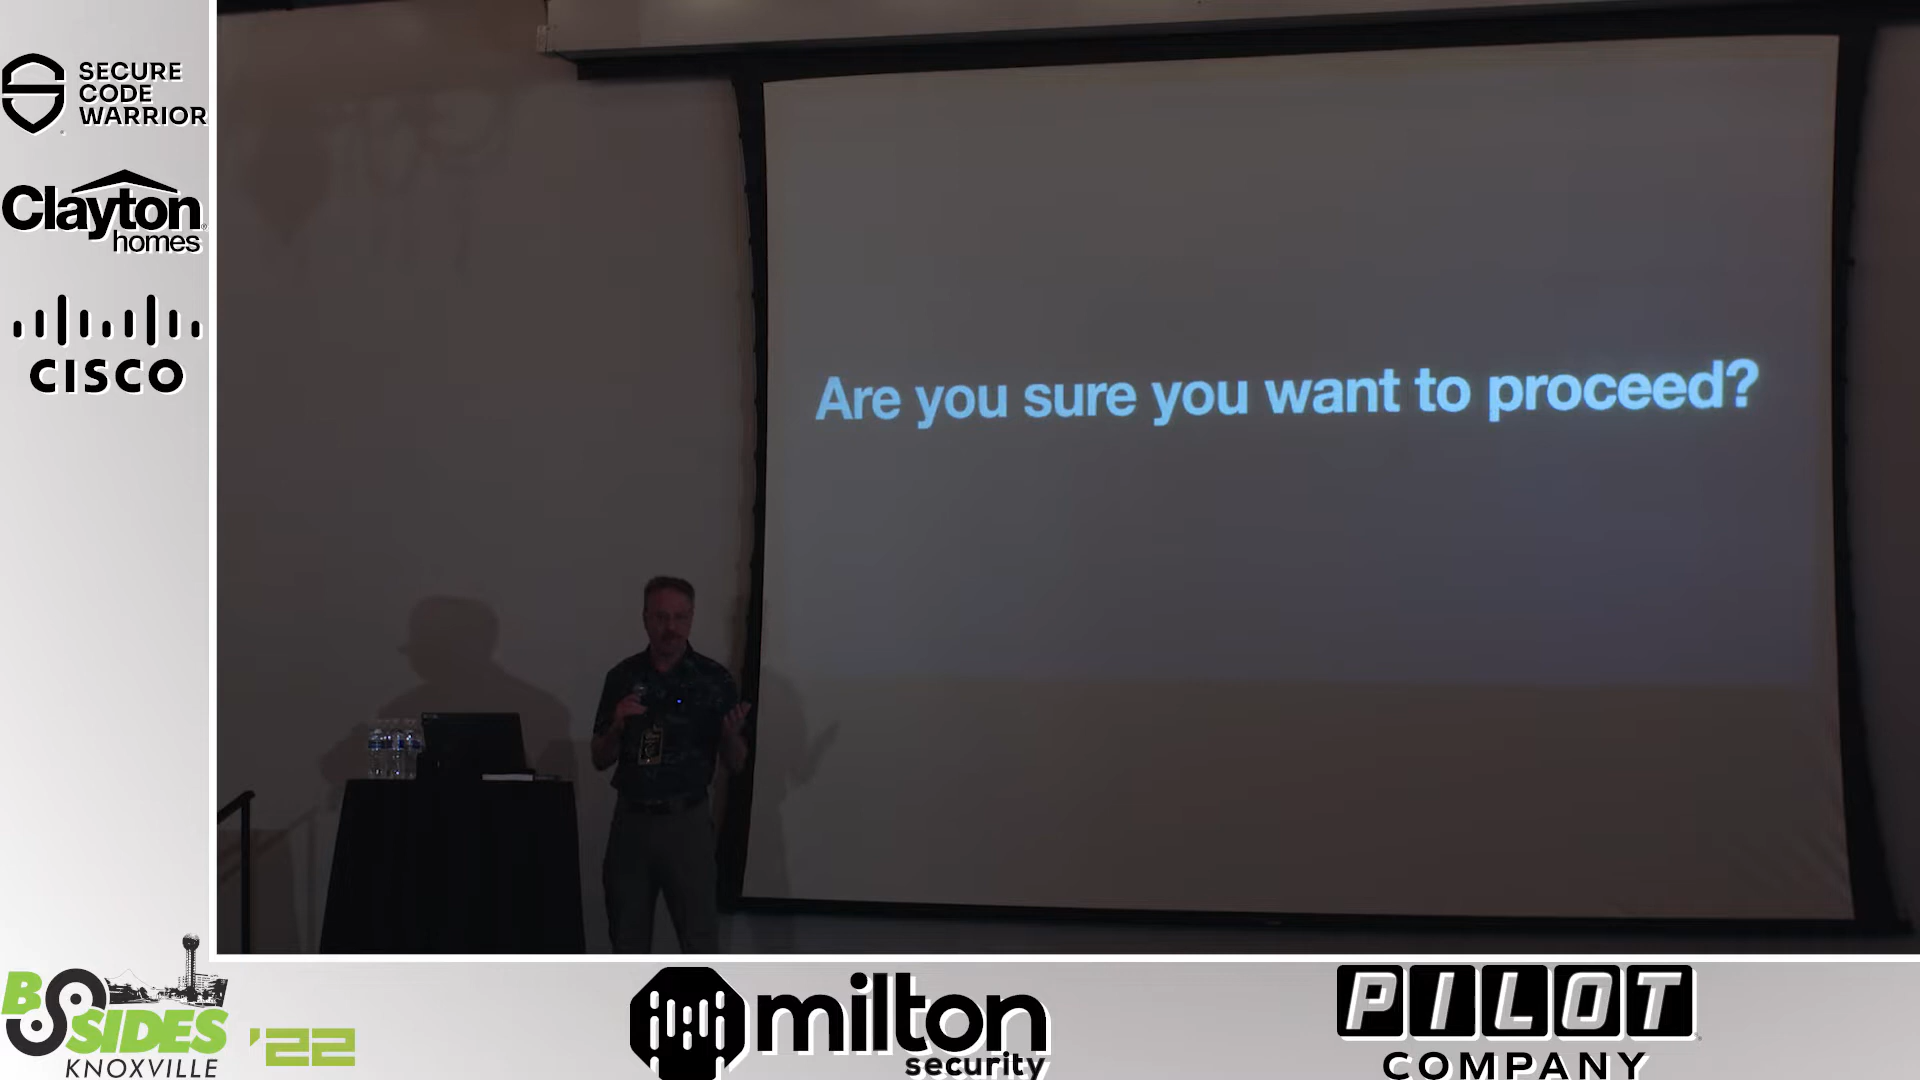 SECURE
CODE
WARRIOR
Clayton
homes
CISCO
Are you sure you want to proceed?
BSIDES
KNOXVILLE
'22
milton
security
PILOT
COMPANY